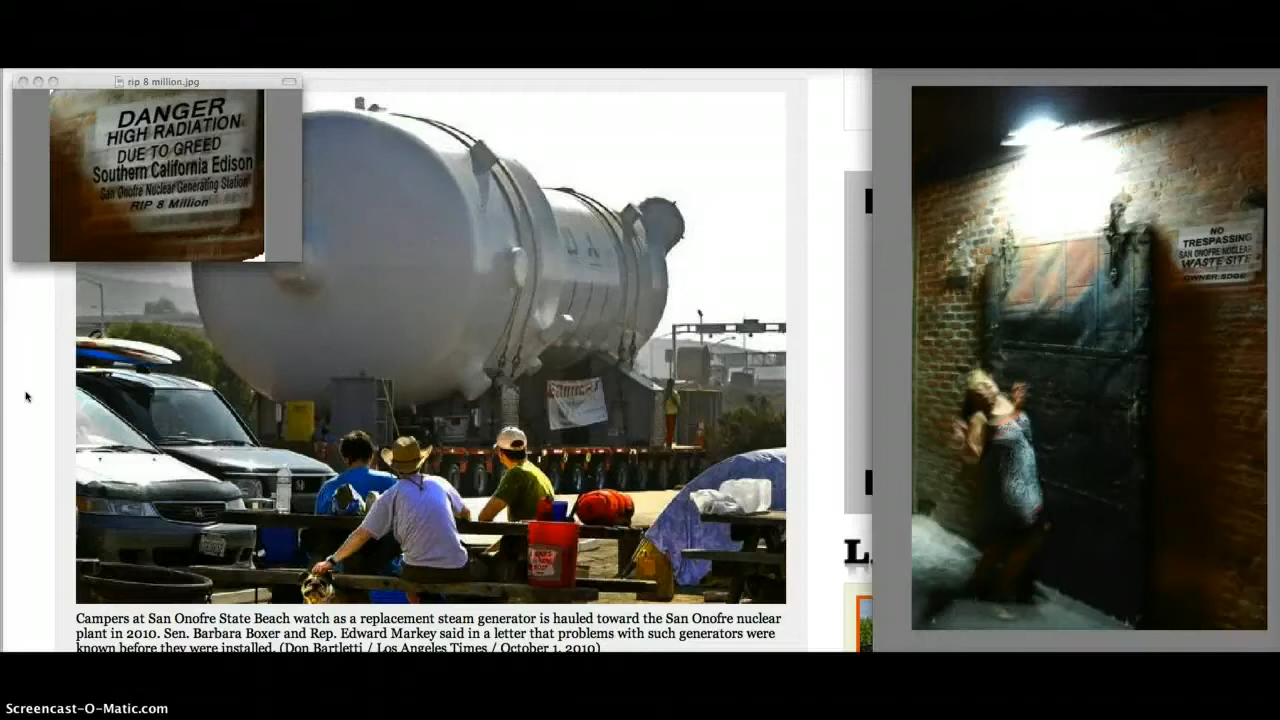 rip 8 million.jpg
DANGER
HIGH RADIATION
DUE TO GREED
Southern California Edison
San Onofre Nuclear Generating Station
RIP 8 Million
NO
TRESPASSING
SAN ONOFRE NUCLEAR
WASTE SITE
OWNER: SDGE
Campers at San Onofre State Beach watch as a replacement steam generator is hauled toward the San Onofre nuclear
plant in 2010. Sen. Barbara Boxer and Rep. Edward Markey said in a letter that problems with such generators were
known before they were installed. (Don Bartletti / Los Angeles Times / October 1, 2010)
Screencast-O-Matic.com